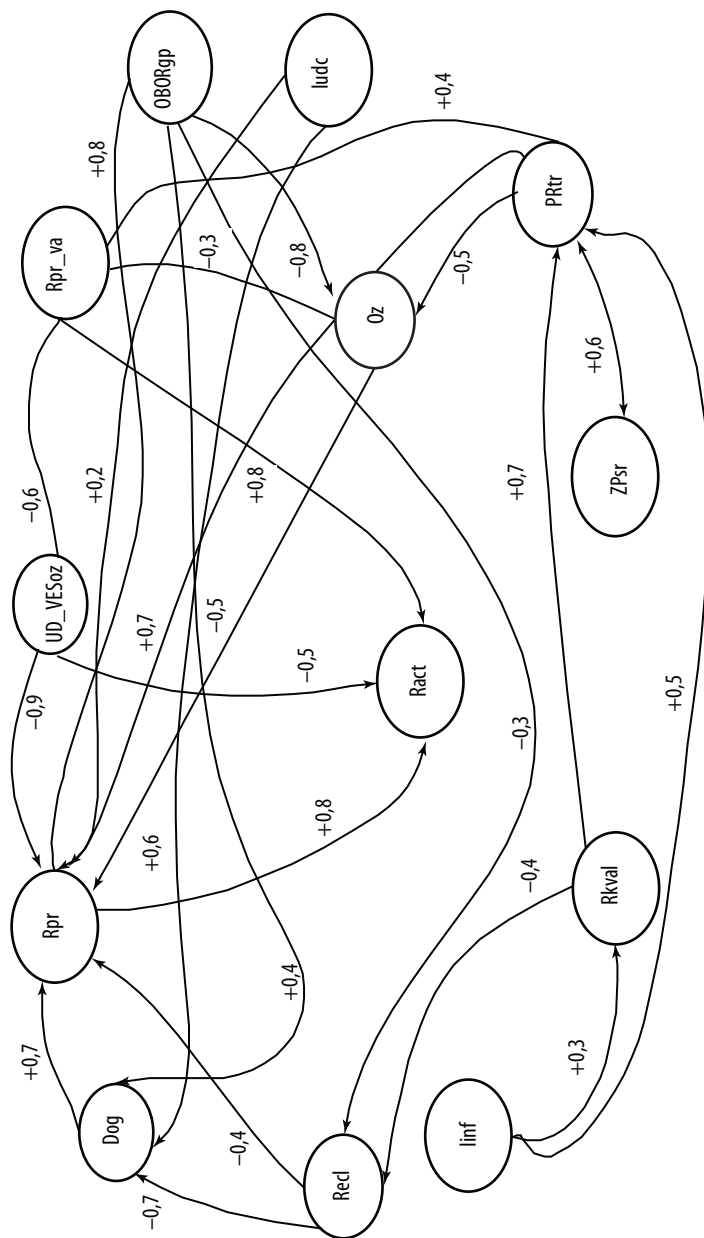 +0,7
−0,9
−0,6
Rpr
UD_VESoz
Rpr_va
+0,2
+0,8
Dog
−0,7
+0,6
+0,7
OBORgp
−0,5
−0,3
−0,4
+0,8
+0,4
−0,5
−0,8
+0,8
Iudc
Recl
Oz
Ract
+0,4
−0,5
Iinf
−0,3
+0,7
−0,4
PRtr
+0,3
+0,6
Rkval
ZPsr
+0,5